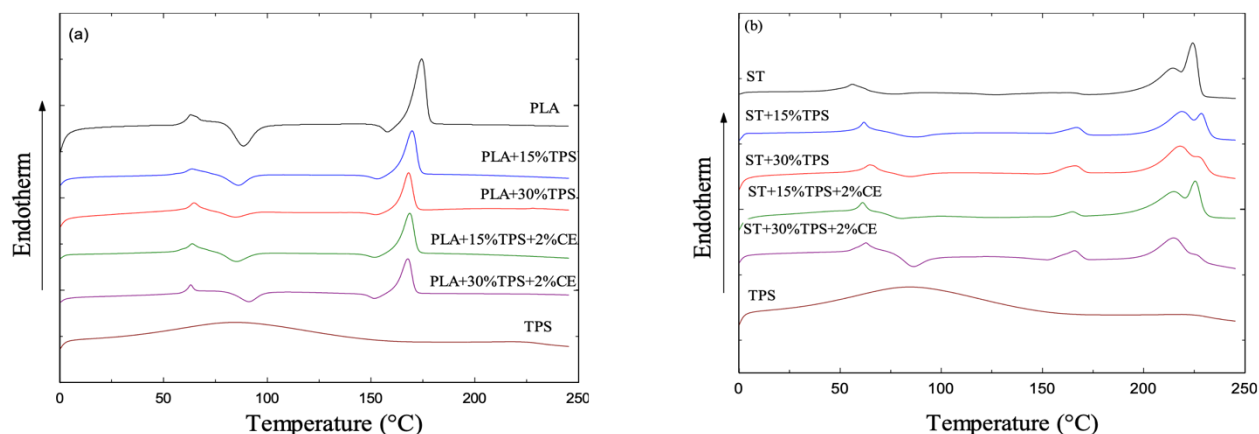 (a)
PLA
PLA+15%TPS
PLA+30%TPS
PLA+15%TPS+2%CE
PLA+30%TPS+2%CE
TPS
Endotherm
0 50 100 150 200 250
Temperature (°C)
(b)
ST
ST+15%TPS
ST+30%TPS
ST+15%TPS+2%CE
ST+30%TPS+2%CE
TPS
Endotherm
0 50 100 150 200 250
Temperature (°C)